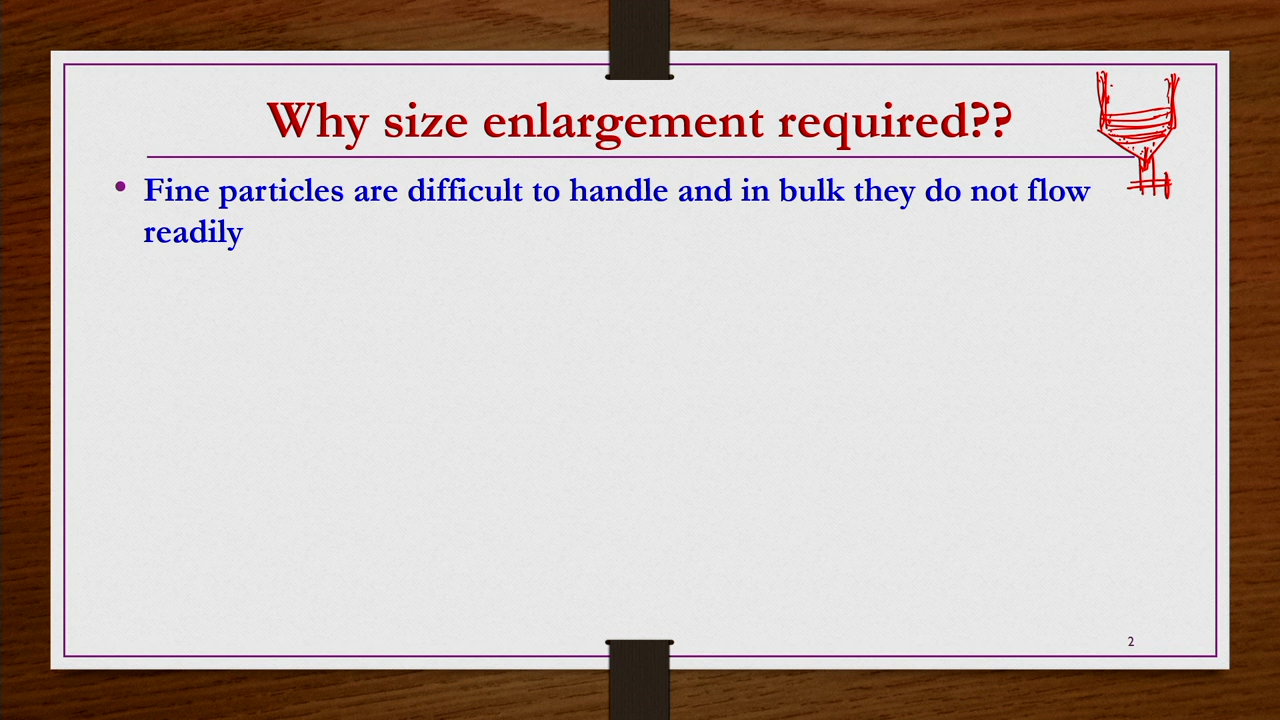 Why size enlargement required??
• Fine particles are difficult to handle and in bulk they do not flow
readily
2